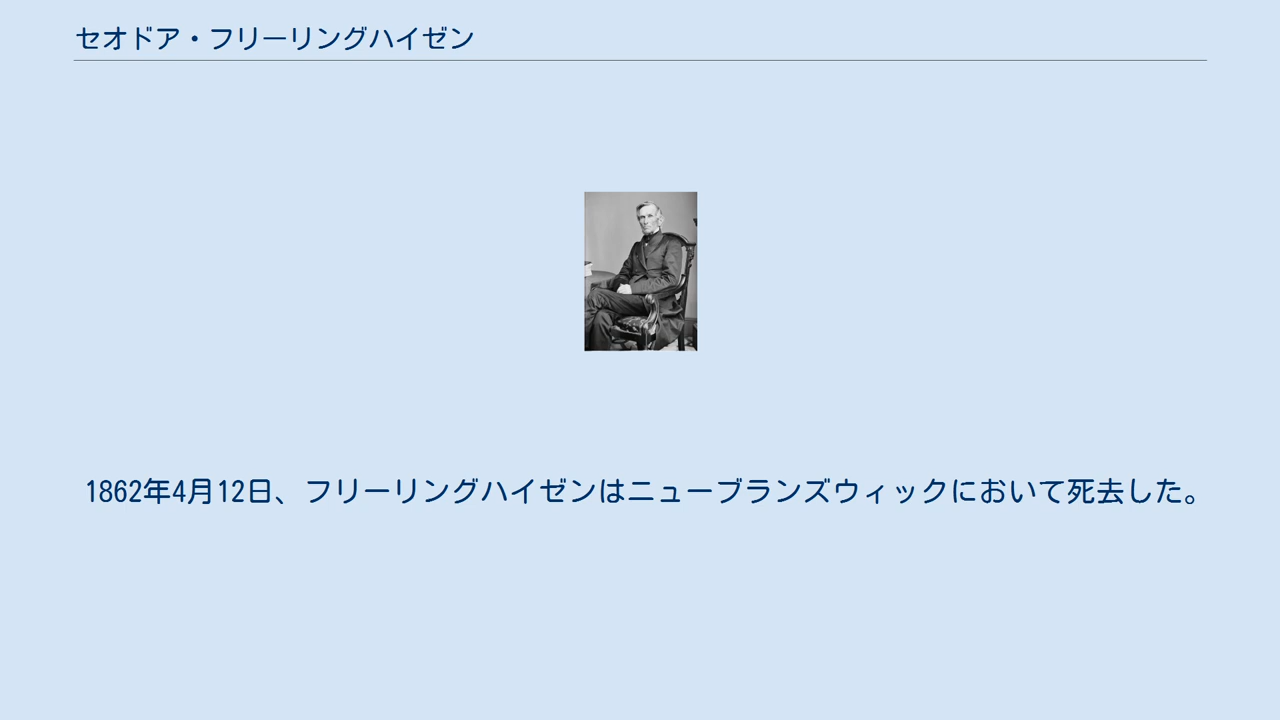 セオドア・フリーリングハイゼン
1862年4月12日、フリーリングハイゼンはニューブランズウィックにおいて死去した。